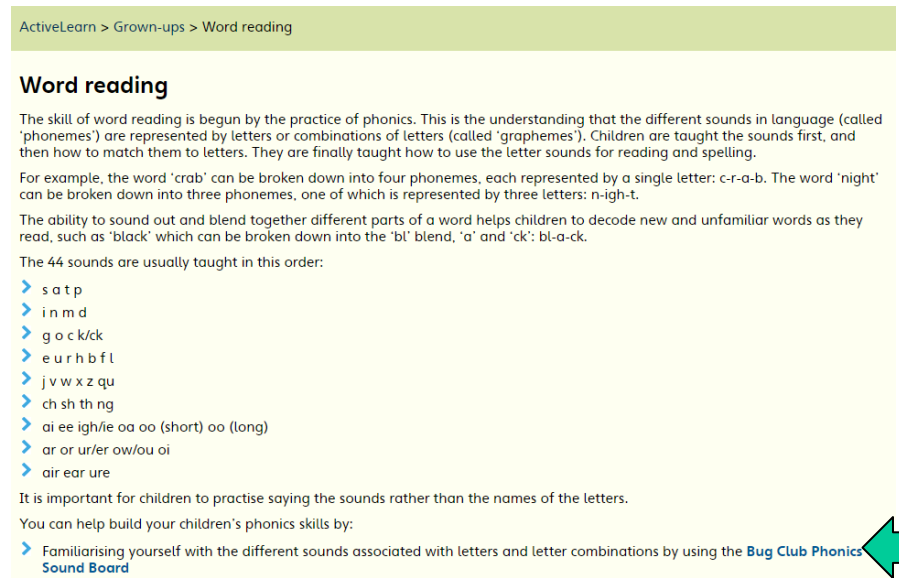 ActiveLearn > Grown-ups > Word reading
Word reading
The skill of word reading is begun by the practice of phonics. This is the understanding that the different sounds in language (called
‘phonemes’) are represented by letters or combinations of letters (called ‘graphemes’). Children are taught the sounds first, and
then how to match them to letters. They are finally taught how to use the letter sounds for reading and spelling.
For example, the word ‘crab’ can be broken down into four phonemes, each represented by a single letter: c-r-a-b. The word ‘night’
can be broken down into three phonemes, one of which is represented by three letters: n-igh-t.
The ability to sound out and blend together different parts of a word helps children to decode new and unfamiliar words as they
read, such as ‘black’ which can be broken down into the ‘bl’ blend, ‘a’ and ‘ck’: bl-a-ck.
The 44 sounds are usually taught in this order:
s a t p
i n m d
g o c k/ck
e u r h b f l
j v w x z qu
ch sh th ng
ai ee igh/ie oa oo (short) oo (long)
ar or ur/er ow/ou oi
air ear ure
It is important for children to practise saying the sounds rather than the names of the letters.
You can help build your children’s phonics skills by:
Familiarising yourself with the different sounds associated with letters and letter combinations by using the Bug Club Phonics
Sound Board